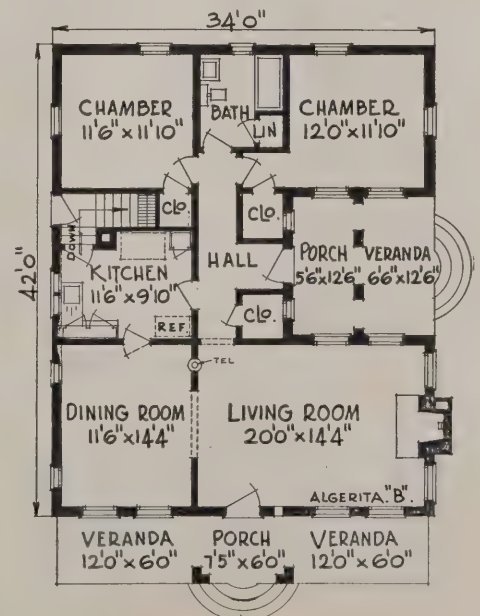 34'0"
CHAMBER
11'6"x11'10"
BATH
LIN
CHAMBER
12'0"x11'10"
CLO.
CLO.
42'0"
DOWN
KITCHEN
11'6"x9'10"
REF.
HALL
PORCH
5'6"x12'6"
VERANDA
6'6"x12'6"
CLO.
TEL
DINING ROOM
11'6"x14'4"
LIVING ROOM
20'0"x14'4"
ALGERITA "B".
VERANDA
12'0"x6'0"
PORCH
7'5"x6'0"
VERANDA
12'0"x6'0"